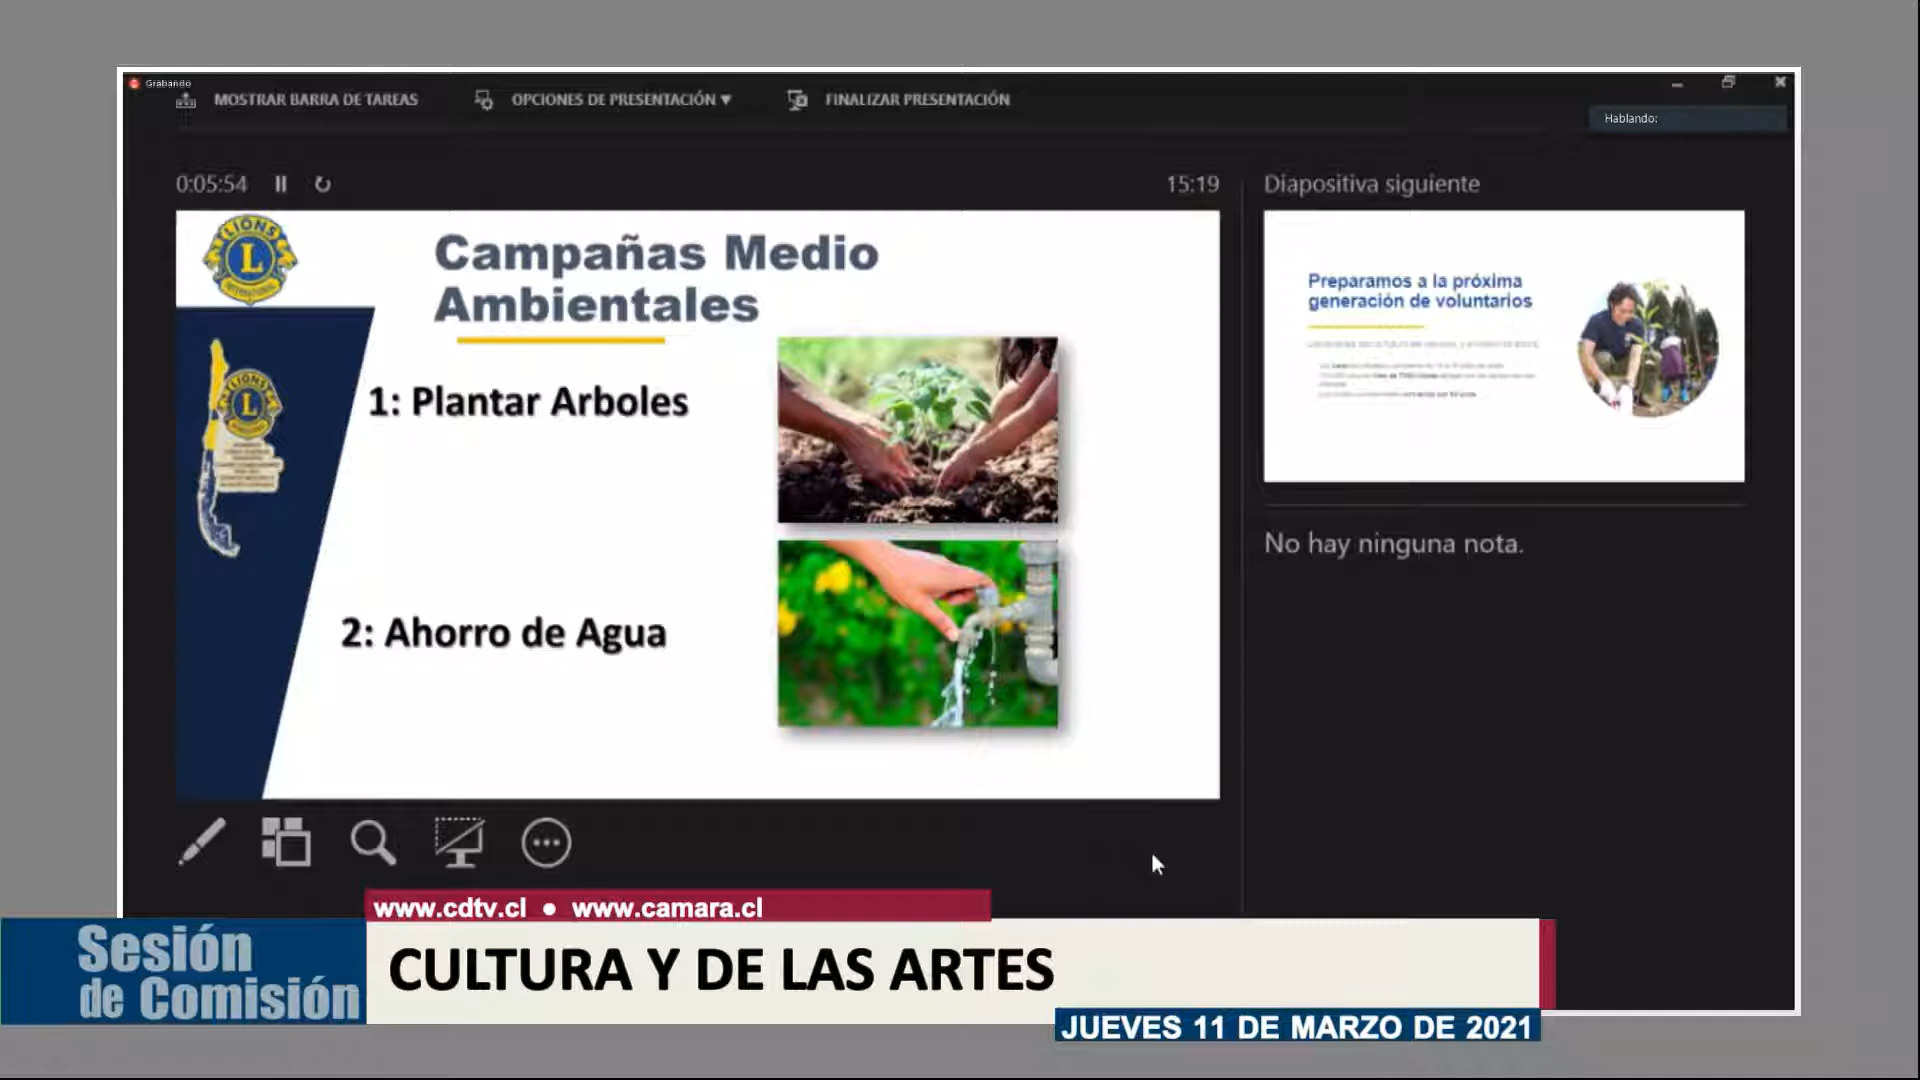 Grabando
MOSTRAR BARRA DE TAREAS
OPCIONES DE PRESENTACIÓN ▼
FINALIZAR PRESENTACIÓN
Hablando:
0:05:54
15:19
Diapositiva siguiente
LIONS
L
INTERNATIONAL
Campañas Medio
Ambientales
LIONS
L
1: Plantar Arboles
2: Ahorro de Agua
Preparamos a la próxima
generación de voluntarios
No hay ninguna nota.
www.cdtv.cl ● www.camara.cl
Sesión
de Comisión
CULTURA Y DE LAS ARTES
JUEVES 11 DE MARZO DE 2021